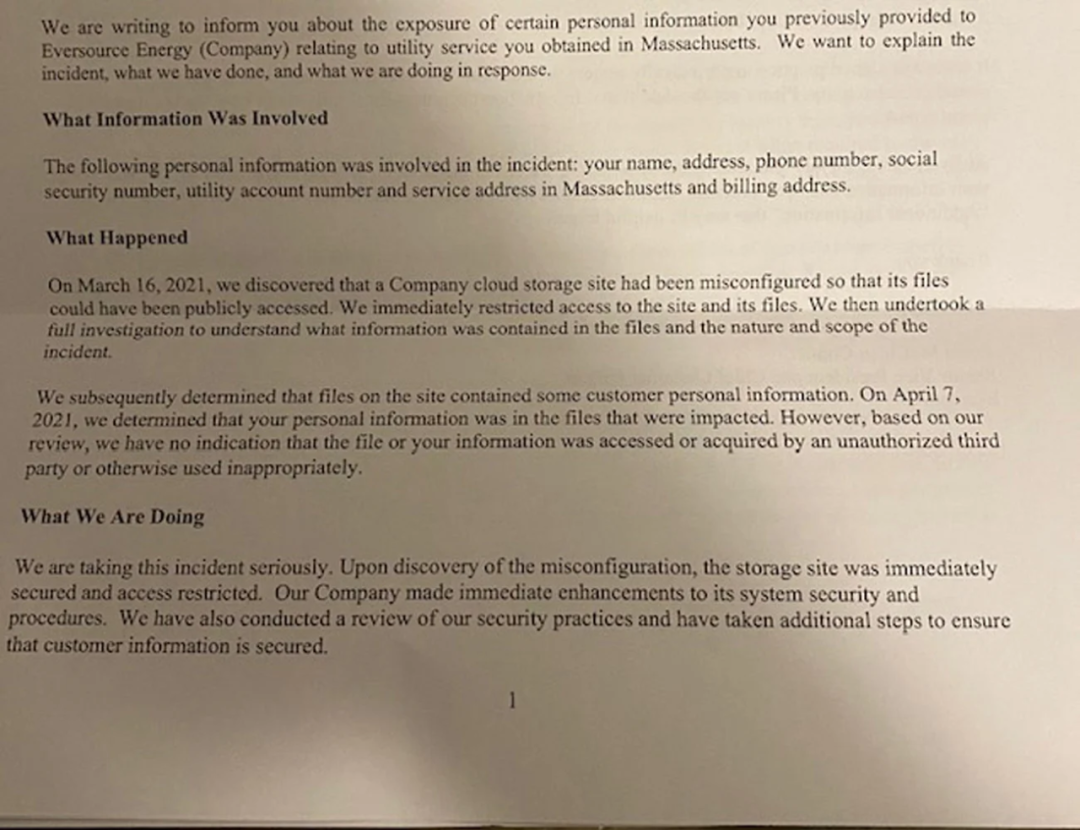 We are writing to inform you about the exposure of certain personal information you previously provided to
Eversource Energy (Company) relating to utility service you obtained in Massachusetts. We want to explain the
incident, what we have done, and what we are doing in response.
What Information Was Involved
The following personal information was involved in the incident: your name, address, phone number, social
security number, utility account number and service address in Massachusetts and billing address.
What Happened
On March 16, 2021, we discovered that a Company cloud storage site had been misconfigured so that its files
could have been publicly accessed. We immediately restricted access to the site and its files. We then undertook a
full investigation to understand what information was contained in the files and the nature and scope of the
incident.
We subsequently determined that files on the site contained some customer personal information. On April 7,
2021, we determined that your personal information was in the files that were impacted. However, based on our
review, we have no indication that the file or your information was accessed or acquired by an unauthorized third
party or otherwise used inappropriately.
What We Are Doing
We are taking this incident seriously. Upon discovery of the misconfiguration, the storage site was immediately
secured and access restricted. Our Company made immediate enhancements to its system security and
procedures. We have also conducted a review of our security practices and have taken additional steps to ensure
that customer information is secured.
1